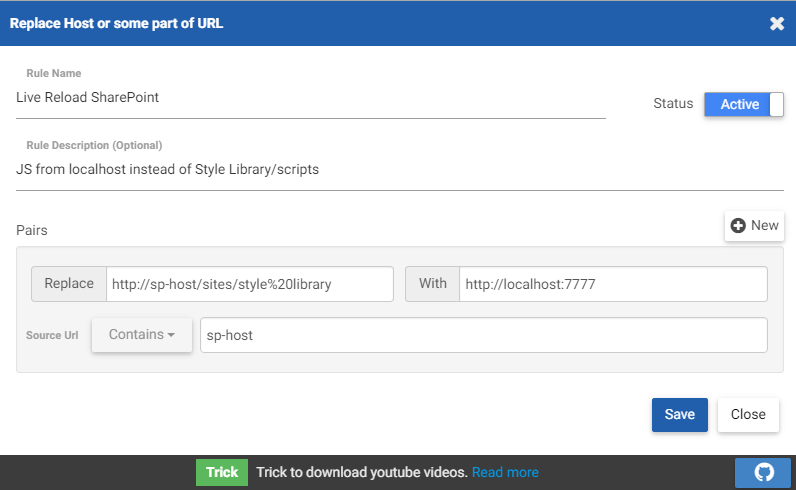 Replace Host or some part of URL
Rule Name
Live Reload SharePoint
Status Active
Rule Description (Optional)
JS from localhost instead of Style Library/scripts
Pairs
New
Replace http://sp-host/sites/style%20library With http://localhost:7777
Source Url Contains sp-host
Save Close
Trick Trick to download youtube videos. Read more